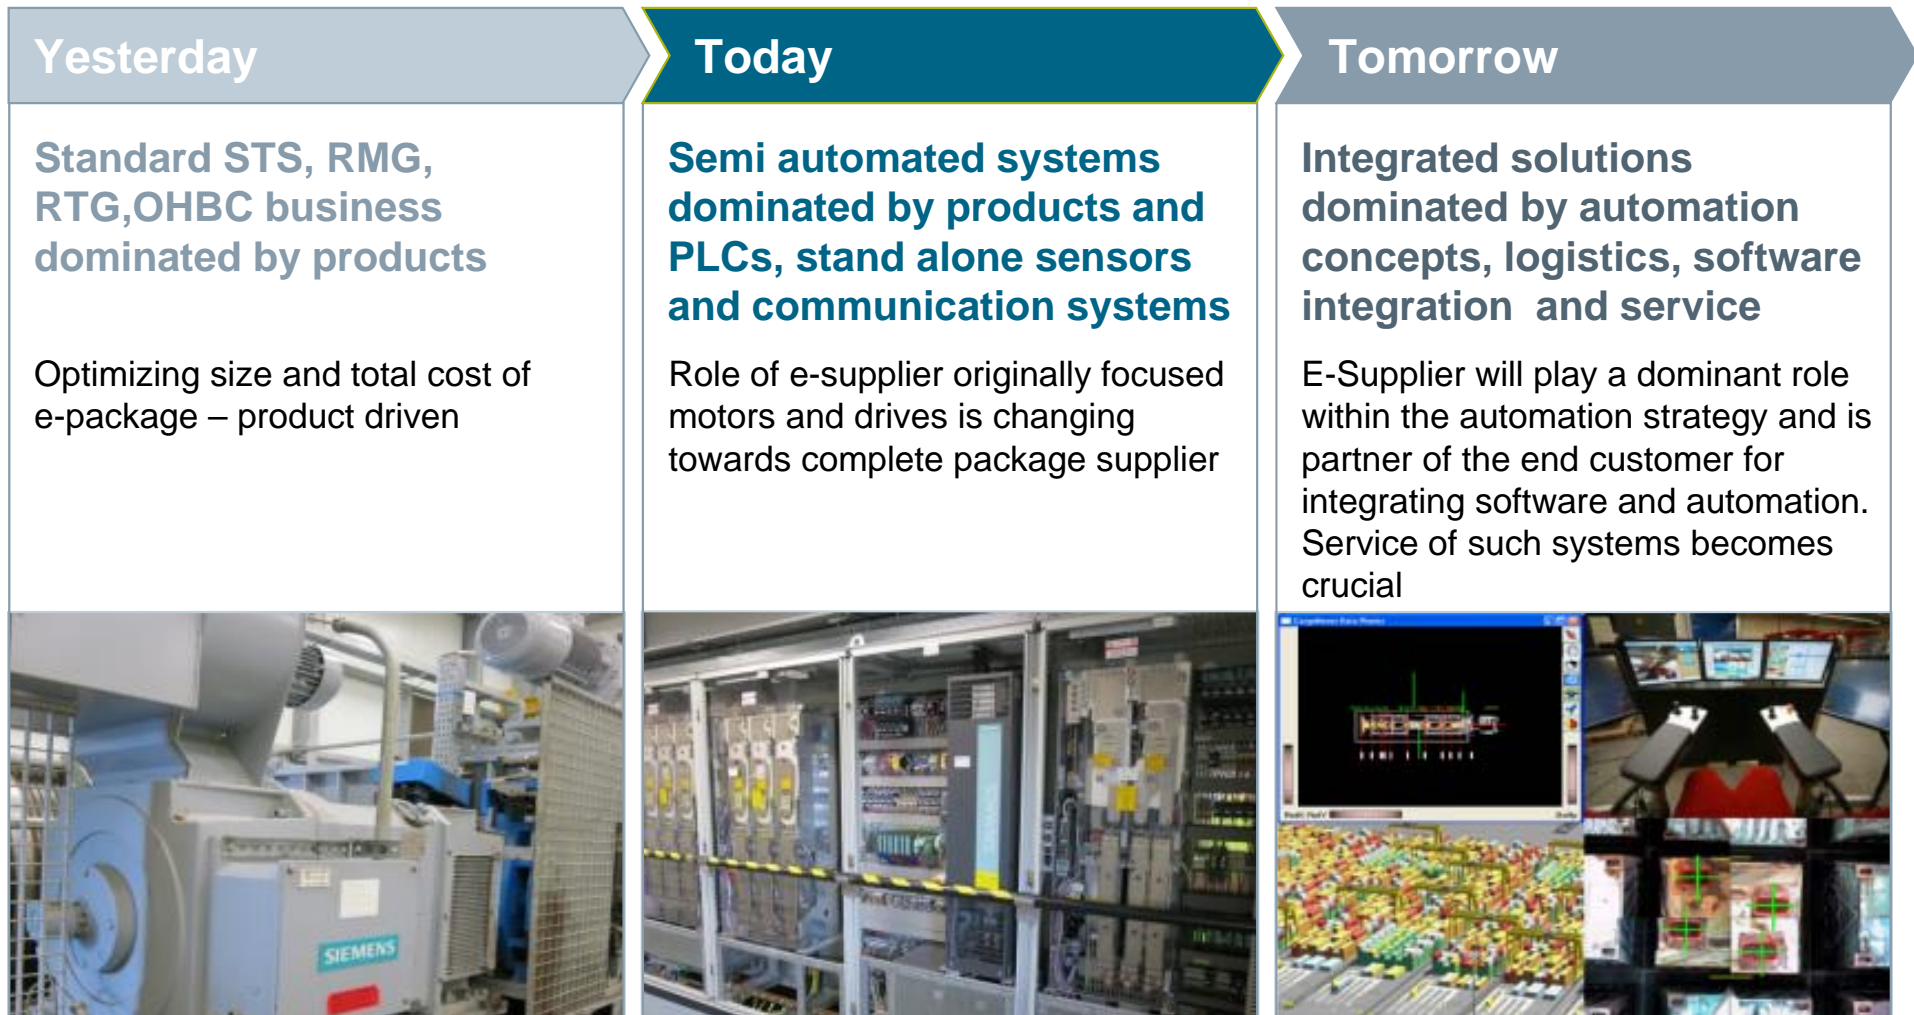 Yesterday
Standard STS, RMG,
RTG,OHBC business
dominated by products
Optimizing size and total cost of
e-package – product driven
SIEMENS
Today
Semi automated systems
dominated by products and
PLCs, stand alone sensors
and communication systems
Role of e-supplier originally focused
motors and drives is changing
towards complete package supplier
Tomorrow
Integrated solutions
dominated by automation
concepts, logistics, software
integration  and service
E-Supplier will play a dominant role
within the automation strategy and is
partner of the end customer for
integrating software and automation.
Service of such systems becomes
crucial